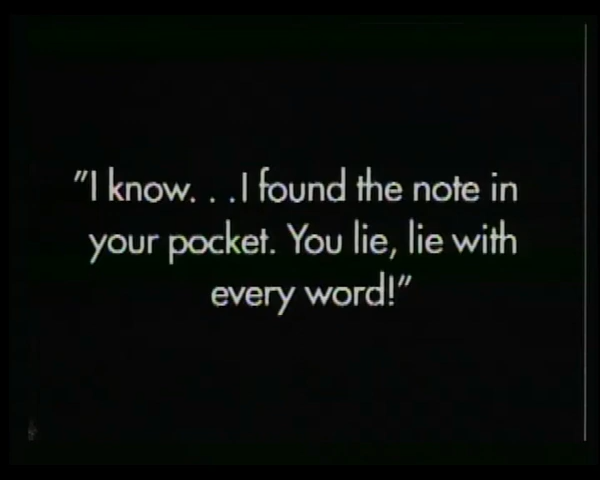 "I know. . .I found the note in
your pocket. You lie, lie with
every word!"